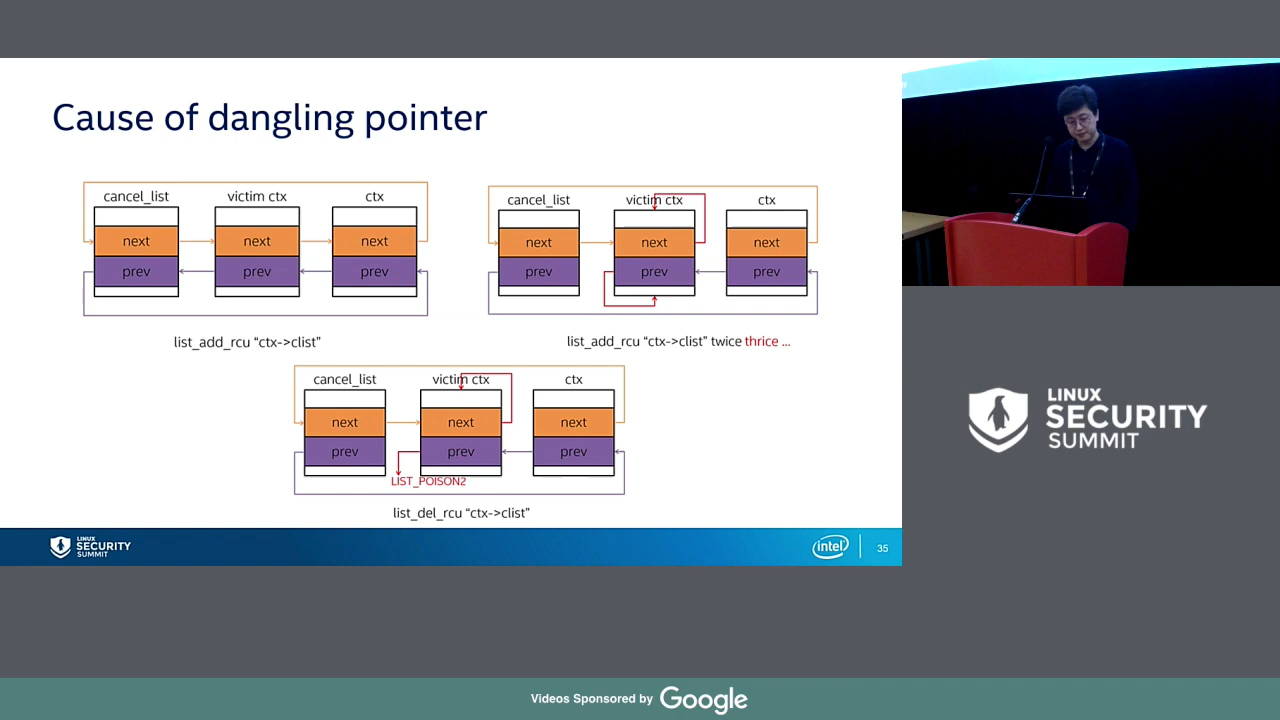 Cause of dangling pointer
cancel_list victim ctx ctx
next next next
prev prev prev
list_add_rcu “ctx->clist”
cancel_list victim ctx ctx
next next next
prev prev prev
list_add_rcu “ctx->clist” twice thrice ...
cancel_list victim ctx ctx
next next next
prev prev prev
LIST_POISON2
list_del_rcu “ctx->clist”
LINUX
SECURITY
SUMMIT
intel
35
LINUX
SECURITY
SUMMIT
Videos Sponsored by Google